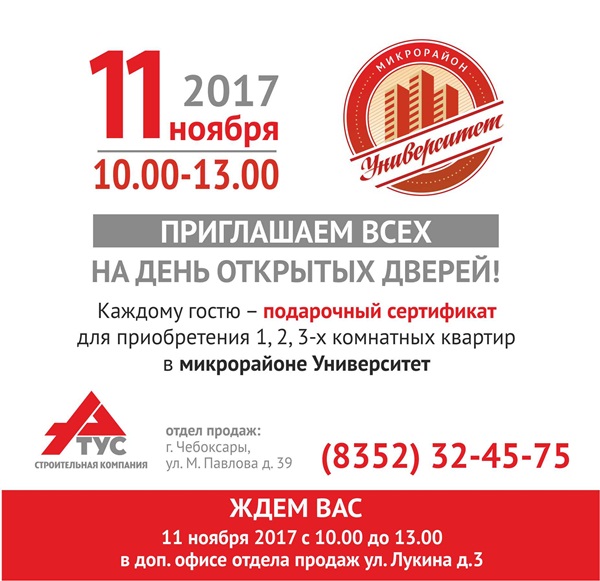 11 2017
ноября
10.00-13.00
МИКРОРАЙОН
Университет
ПРИГЛАШАЕМ ВСЕХ
НА ДЕНЬ ОТКРЫТЫХ ДВЕРЕЙ!
Каждому гостю – подарочный сертификат
для приобретения 1, 2, 3-х комнатных квартир
в микрорайоне Университет
АТУС
СТРОИТЕЛЬНАЯ КОМПАНИЯ
отдел продаж:
г. Чебоксары,
ул. М. Павлова д. 39
(8352) 32-45-75
ЖДЕМ ВАС
11 ноября 2017 с 10.00 до 13.00
в доп. офисе отдела продаж ул. Лукина д.3